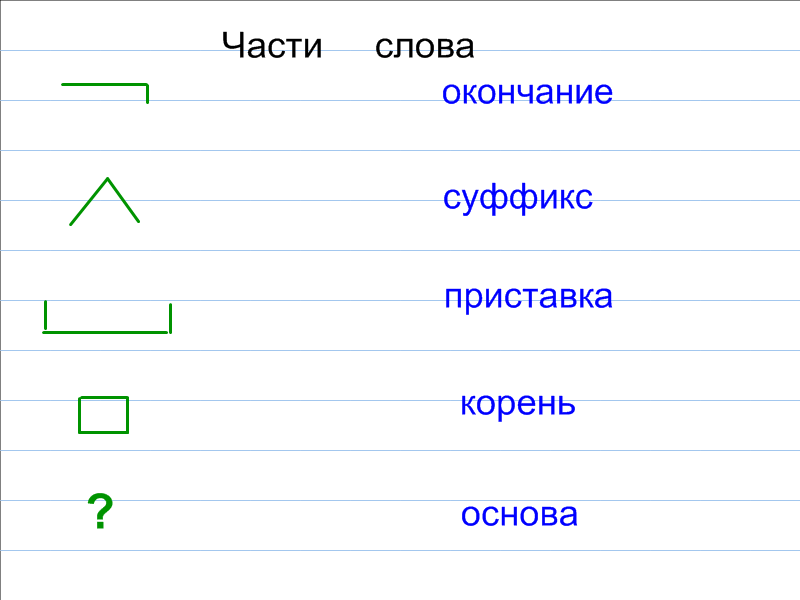 Части слова
окончание
суффикс
приставка
корень
? основа